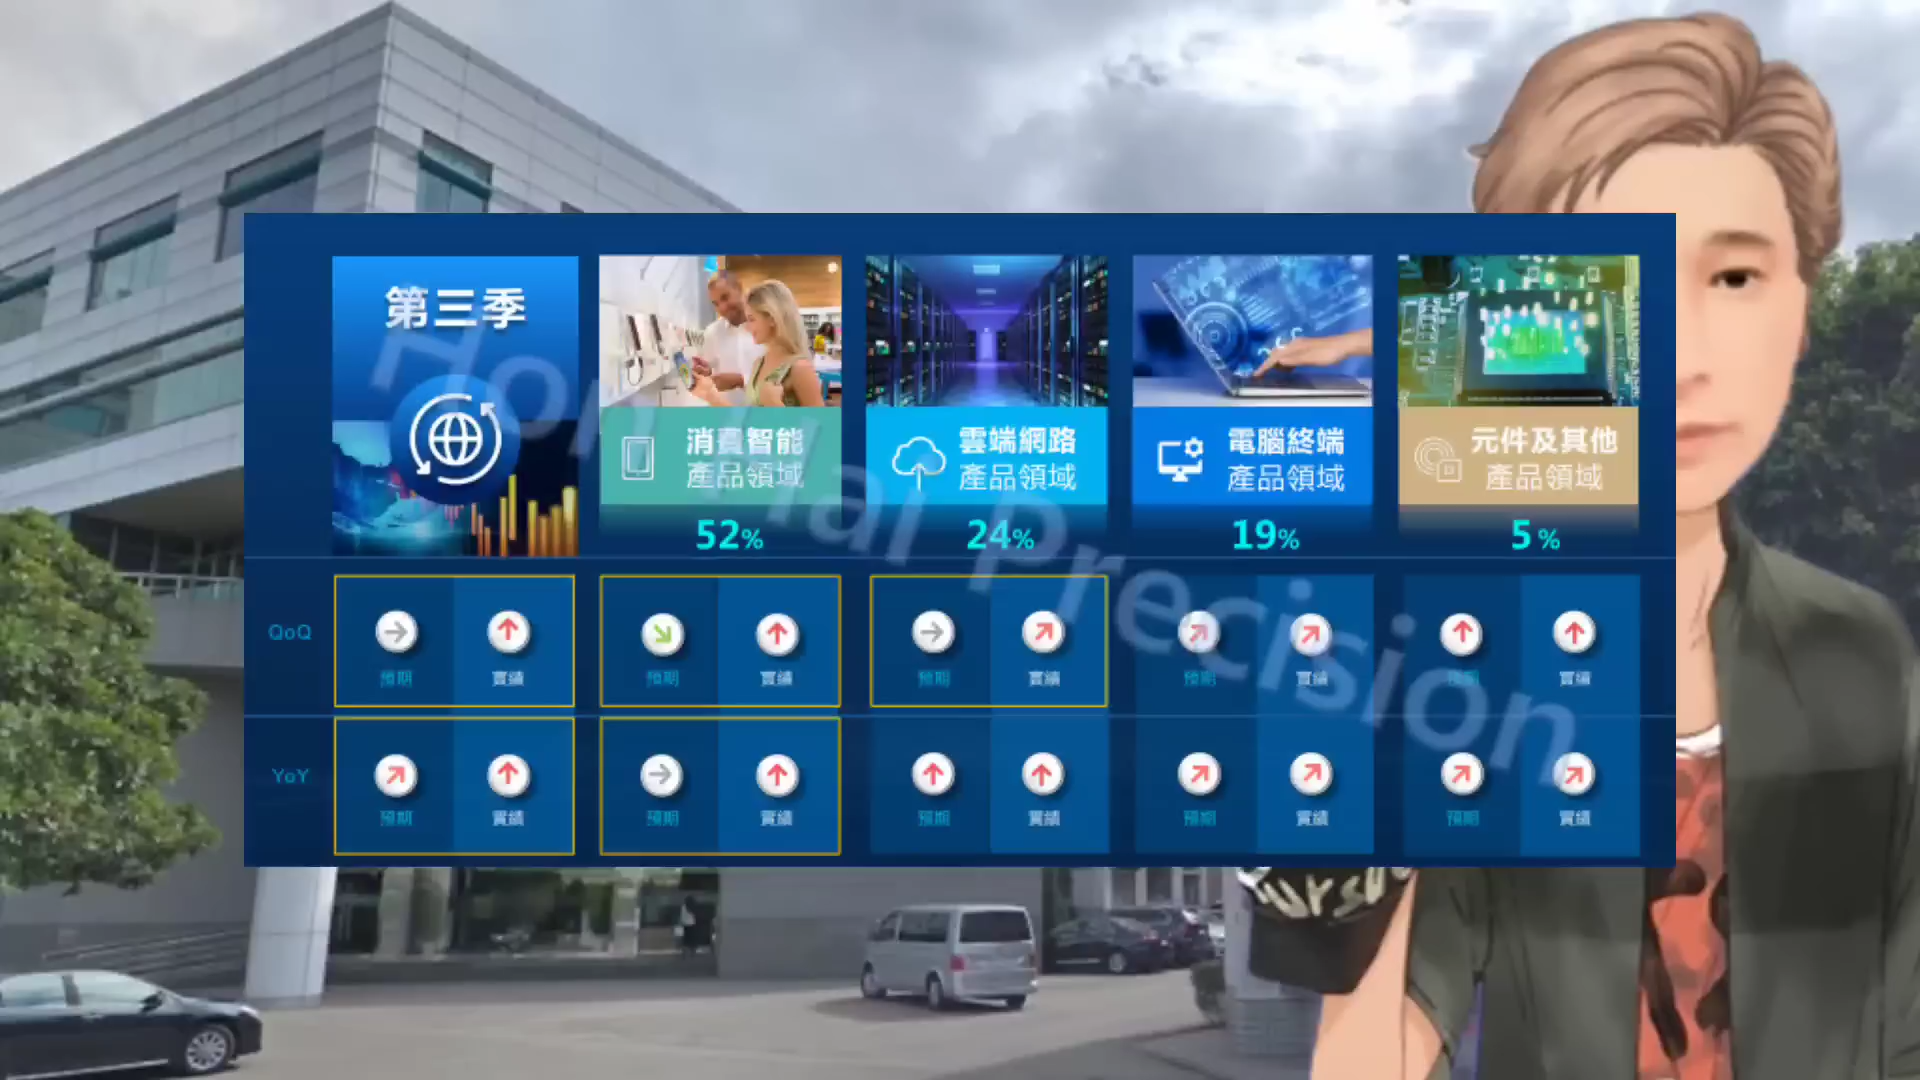 第三季
消費智能
產品領域
52%
雲端網路
產品領域
24%
電腦終端
產品領域
19%
元件及其他
產品領域
5%
Hon Hai Precision
QoQ
預期
實績
預期
實績
預期
實績
預期
實績
預期
實績
YoY
預期
實績
預期
實績
預期
實績
預期
實績
預期
實績